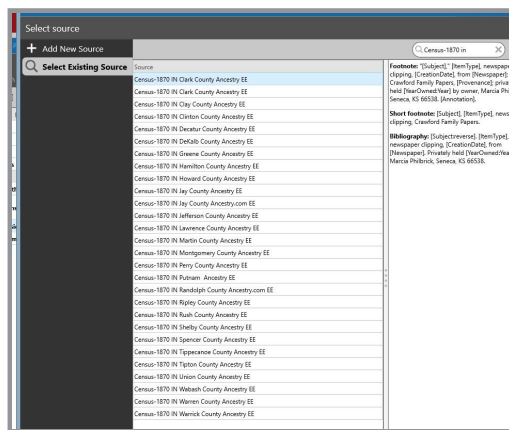 Select source
+ Add New Source
Census-1870 in
Select Existing Source
Source
Census-1870 IN Clark County Ancestry EE
Census-1870 IN Clark County Ancestry EE
Census-1870 IN Clay County Ancestry EE
Census-1870 IN Clinton County Ancestry EE
Census-1870 IN Decatur County Ancestry EE
Census-1870 IN DeKalb County Ancestry EE
Census-1870 IN Greene County Ancestry EE
Census-1870 IN Hamilton County Ancestry EE
Census-1870 IN Howard County Ancestry EE
Census-1870 IN Jay County Ancestry EE
Census-1870 IN Jay County Ancestry.com EE
Census-1870 IN Jefferson County Ancestry EE
Census-1870 IN Lawrence County Ancestry EE
Census-1870 IN Martin County Ancestry EE
Census-1870 IN Montgomery County Ancestry EE
Census-1870 IN Perry County Ancestry EE
Census-1870 IN Putnam Ancestry EE
Census-1870 IN Randolph County Ancestry.com EE
Census-1870 IN Ripley County Ancestry EE
Census-1870 IN Rush County Ancestry EE
Census-1870 IN Shelby County Ancestry EE
Census-1870 IN Spencer County Ancestry EE
Census-1870 IN Tippecanoe County Ancestry EE
Census-1870 IN Tipton County Ancestry EE
Census-1870 IN Union County Ancestry EE
Census-1870 IN Wabash County Ancestry EE
Census-1870 IN Warren County Ancestry EE
Census-1870 IN Warrick County Ancestry EE
Footnote: "[Subject]," [ItemType], newspape
clipping, [CreationDate], from [Newspaper];
Crawford Family Papers, [Provenance]; priva
held [YearOwned:Year] by owner, Marcia Phi
Seneca, KS 66538. [Annotation].
Short footnote: [Subject], [ItemType], news
clipping, Crawford Family Papers.
Bibliography: [Subject:reverse]. [ItemType],
newspaper clipping, [CreationDate], from
[Newspaper]. Privately held [YearOwned:Yea
Marcia Philbrick, Seneca, KS 66538.